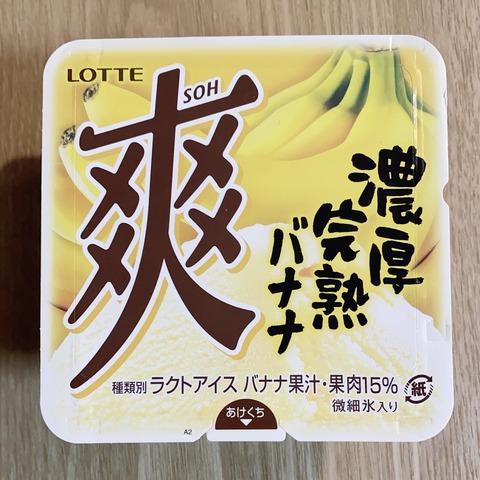 LOTTE
SOH
爽
濃厚
完熟
バナナ
種類別 ラクトアイス バナナ果汁・果肉15%
微細氷入り
紙
あけくち
A2